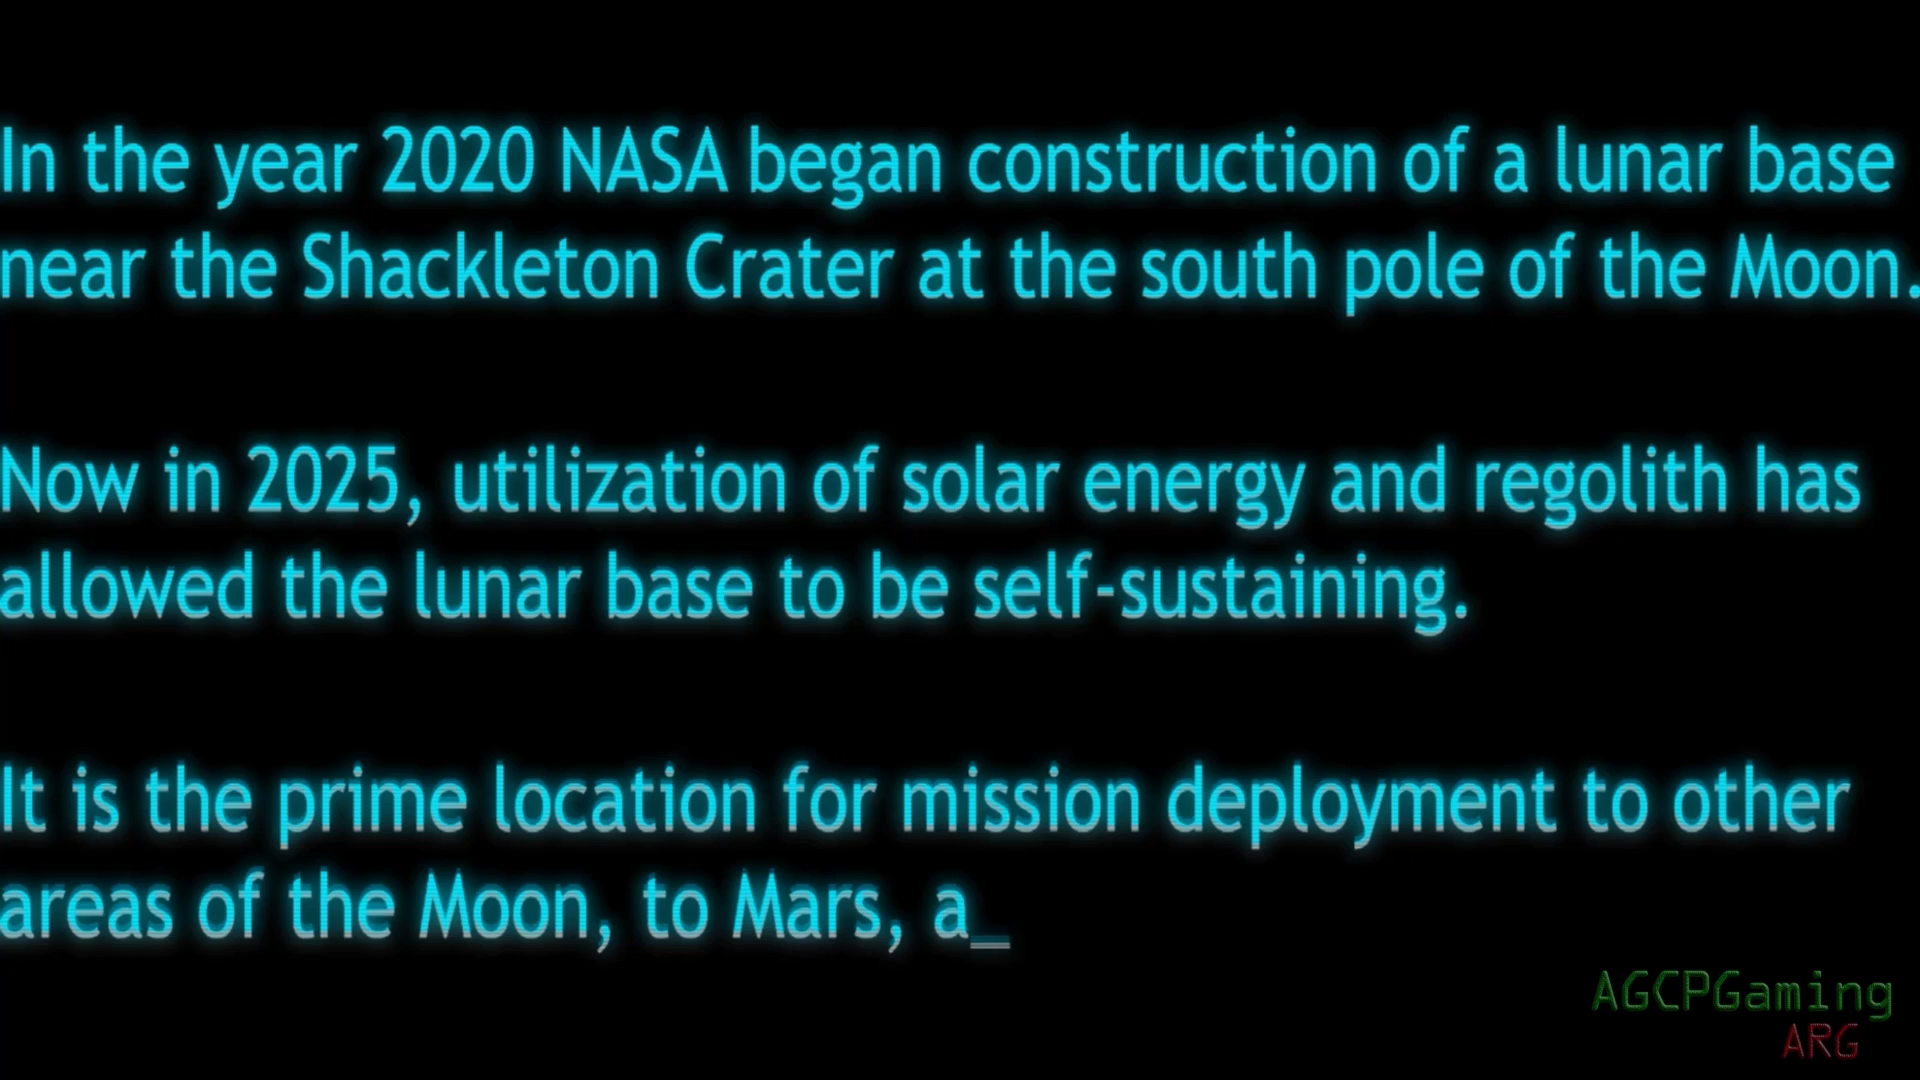 In the year 2020 NASA began construction of a lunar base
near the Shackleton Crater at the south pole of the Moon.
Now in 2025, utilization of solar energy and regolith has
allowed the lunar base to be self-sustaining.
It is the prime location for mission deployment to other
areas of the Moon, to Mars, a_
AGCPGaming
ARG